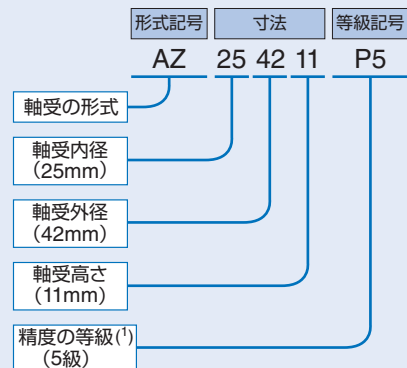 形式記号 寸法 等級記号
AZ 25 42 11 P5
軸受の形式
軸受内径
(25mm)
軸受外径
(42mm)
軸受高さ
(11mm)
精度の等級(¹)
(5級)